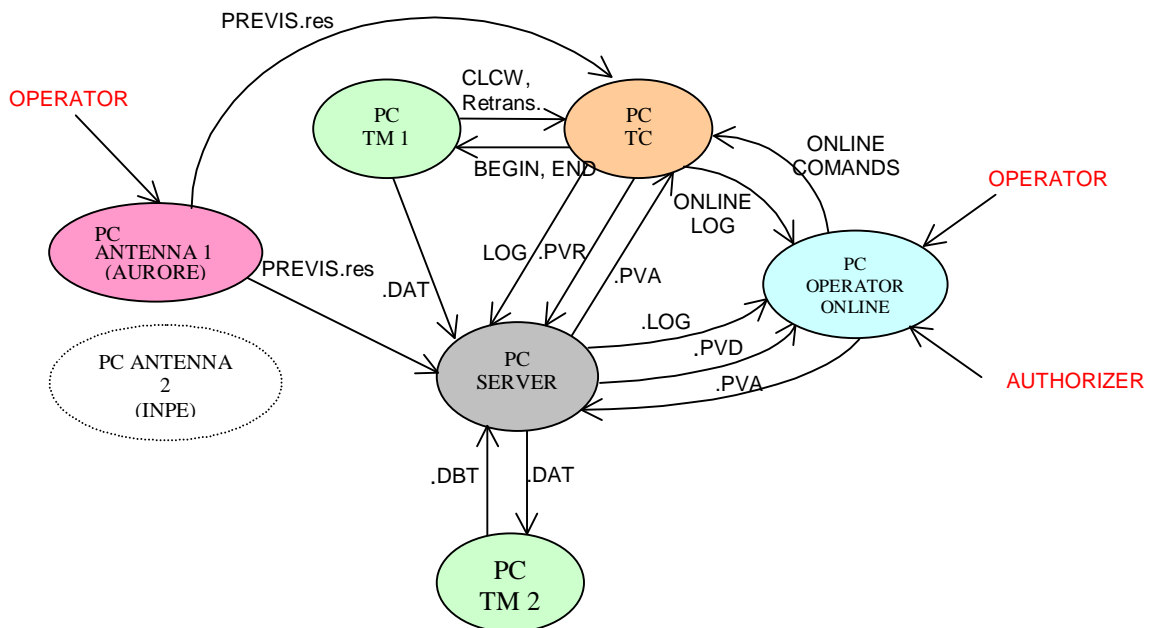 PREVIS.res
OPERATOR
CLCW,
Retrans.
PC
TM 1
PC
TC
BEGIN, END
ONLINE
COMANDS
OPERATOR
ONLINE
LOG
PC
ANTENNA 1
(AURORE)
PREVIS.res
LOG
.PVR
.PVA
.DAT
PC
OPERATOR
ONLINE
.LOG
.PVD
.PVA
AUTHORIZER
PC ANTENNA
2
(INPE)
PC
SERVER
.DBT
.DAT
PC
TM 2